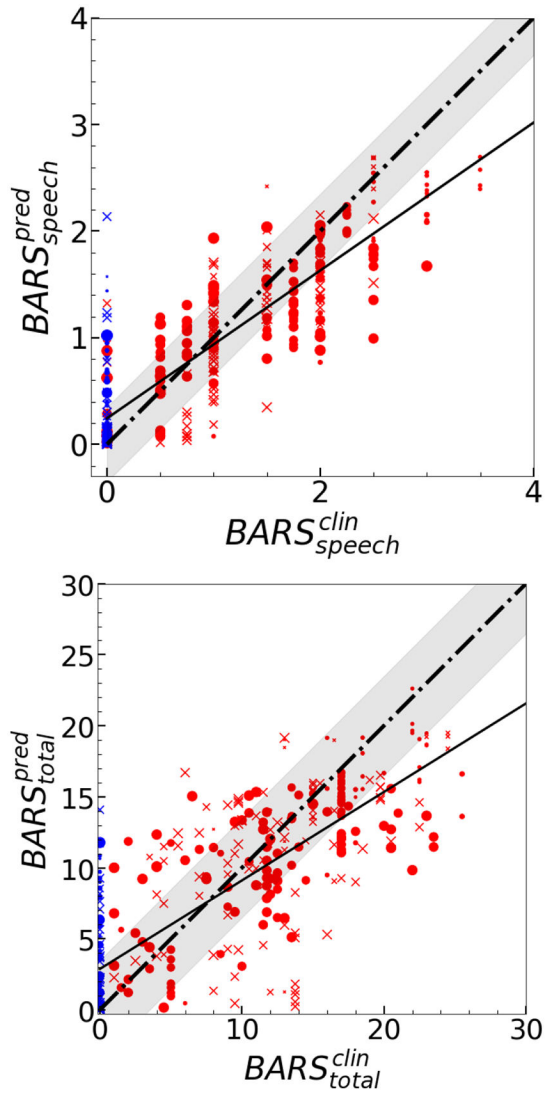 4
3
2
1
0
BARS^pred_speech
0 2 4
BARS^clin_speech
30
25
20
15
10
5
0
BARS^pred_total
0 10 20 30
BARS^clin_total